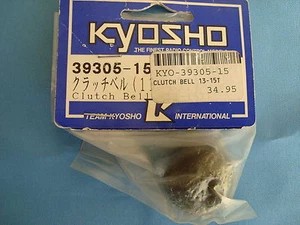 KYOSHO
THE FINEST RADIO CONTROL
39305-15
クラッチベル(1
Clutch Bell
KYO-39305-15
CLUTCH BELL 13-15T
34.95
TEAM KYOSHO
INTERNATIONAL